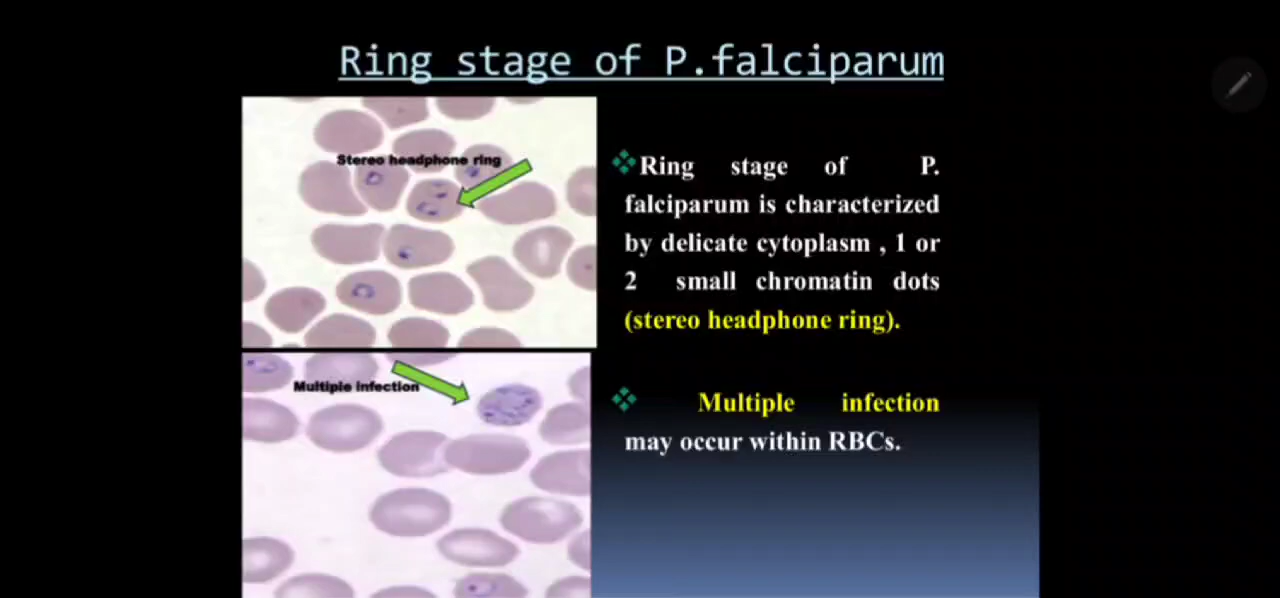 Ring stage of P.falciparum
Stereo headphone ring
Ring stage of P.
falciparum is characterized
by delicate cytoplasm , 1 or
2 small chromatin dots
(stereo headphone ring).
Multiple infection
Multiple infection
may occur within RBCs.